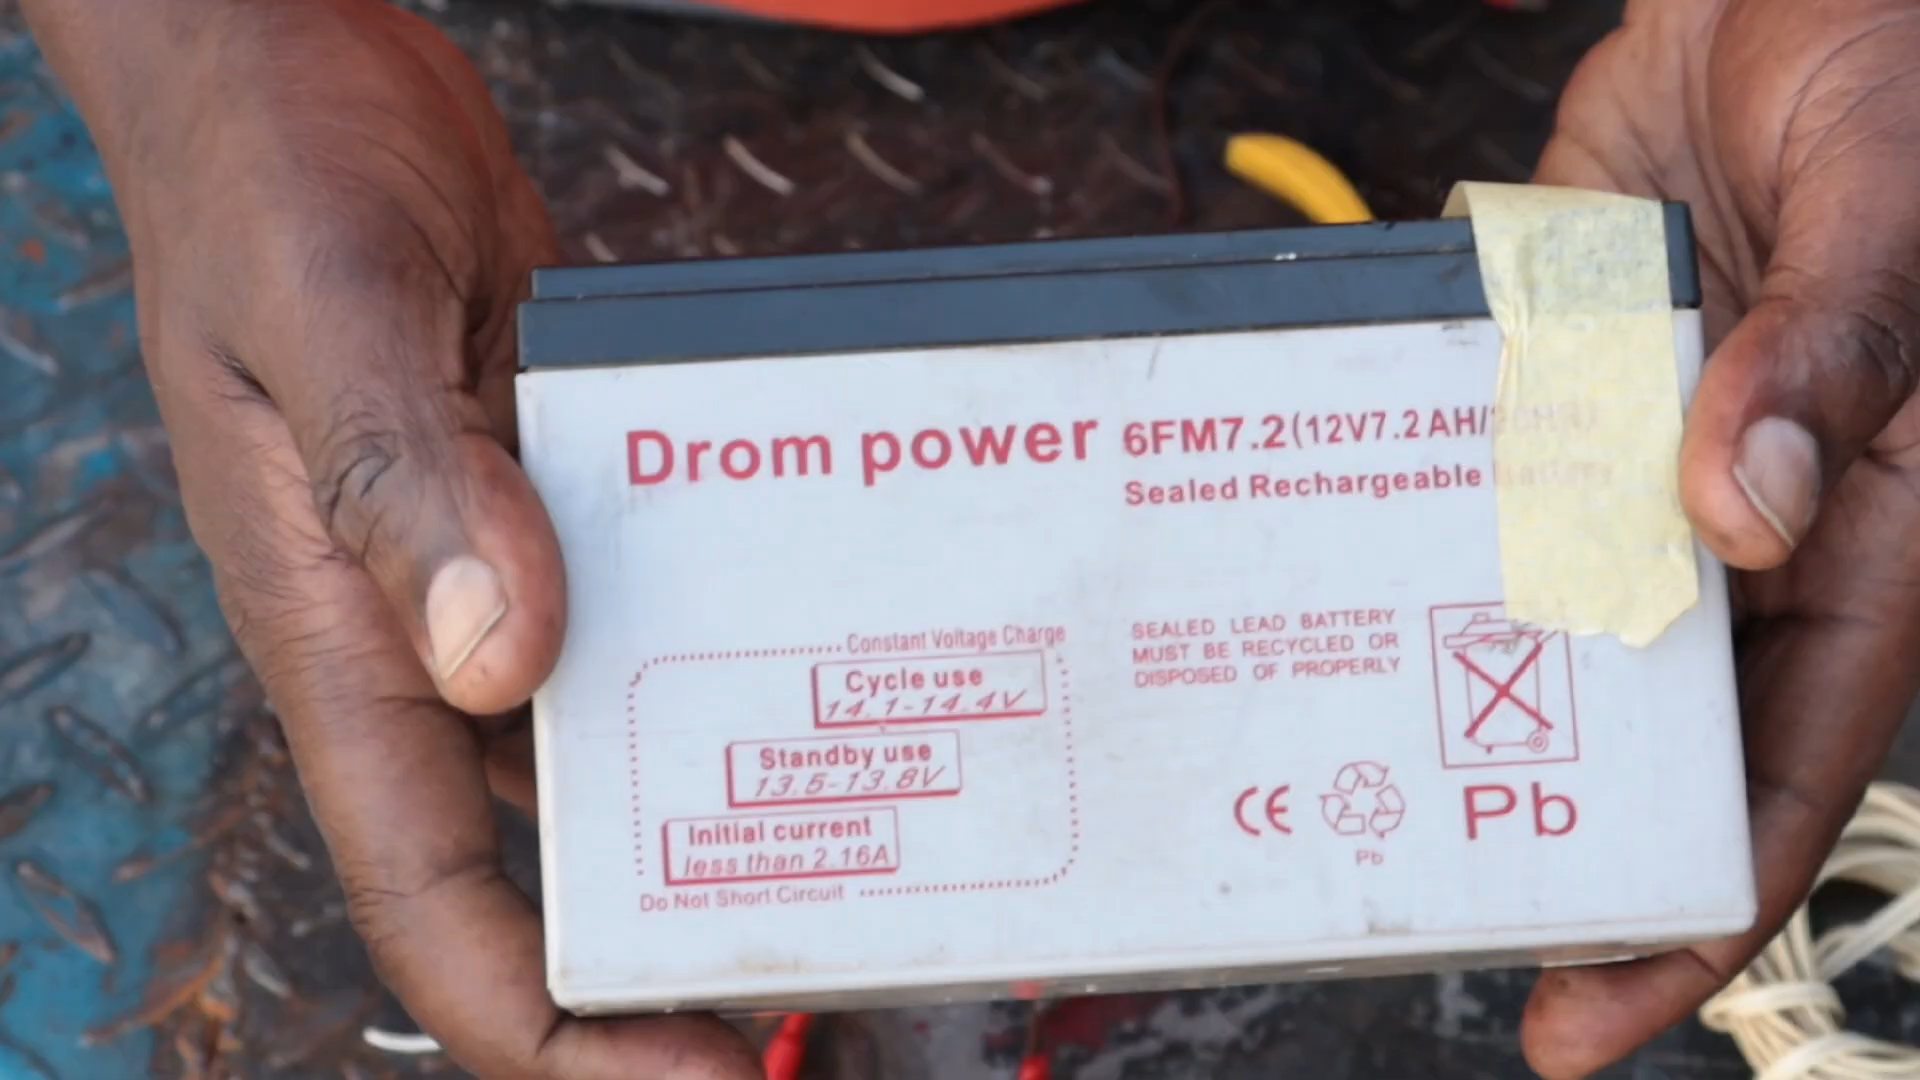 Drom power 6FM7.2(12V7.2AH/20HR)
Sealed Rechargeable Battery
Constant Voltage Charge
Cycle use
14.1-14.4V
Standby use
13.5-13.8V
Initial current
less than 2.16A
Do Not Short Circuit
SEALED LEAD BATTERY
MUST BE RECYCLED OR
DISPOSED OF PROPERLY
CE
Pb
Pb